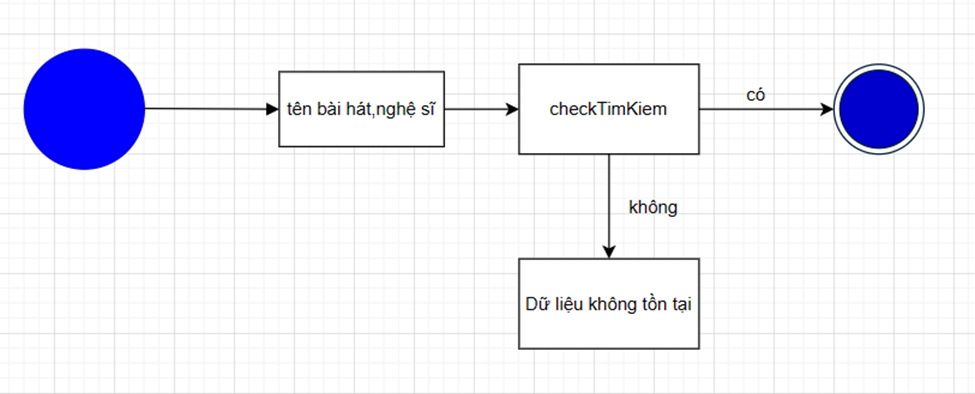 tên bài hát,nghệ sĩ
checkTimKiem
có
không
Dữ liệu không tồn tại